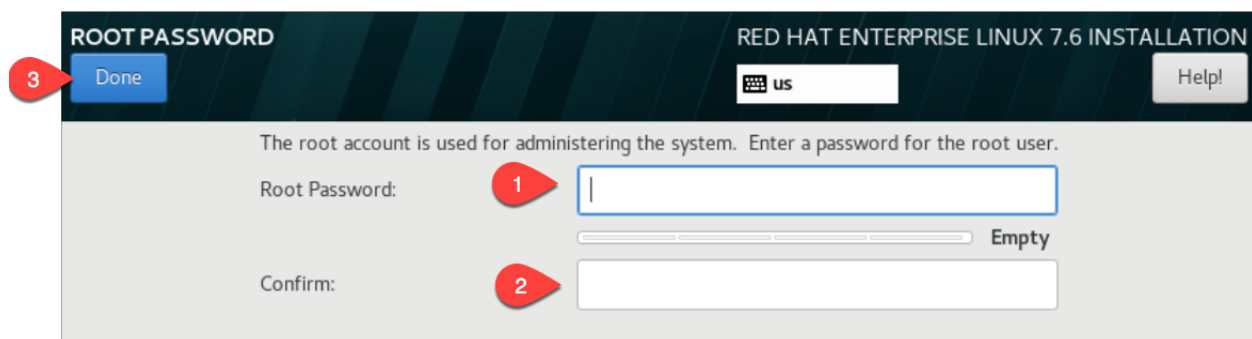 ROOT PASSWORD
RED HAT ENTERPRISE LINUX 7.6 INSTALLATION
3
Done
us
Help!
The root account is used for administering the system. Enter a password for the root user.
Root Password:
1
Empty
Confirm:
2